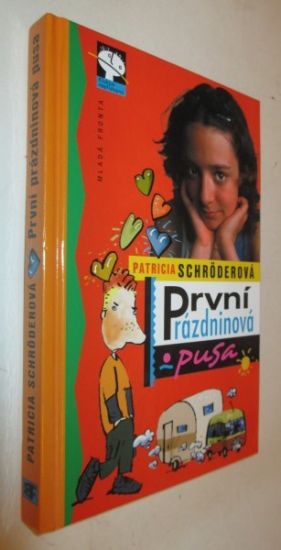 PATRICIA SCHRÖDEROVÁ První prázdninová pusa
MLADÁ FRONTA
PATRICIA SCHRÖDEROVÁ
První
prázdninová
pusa